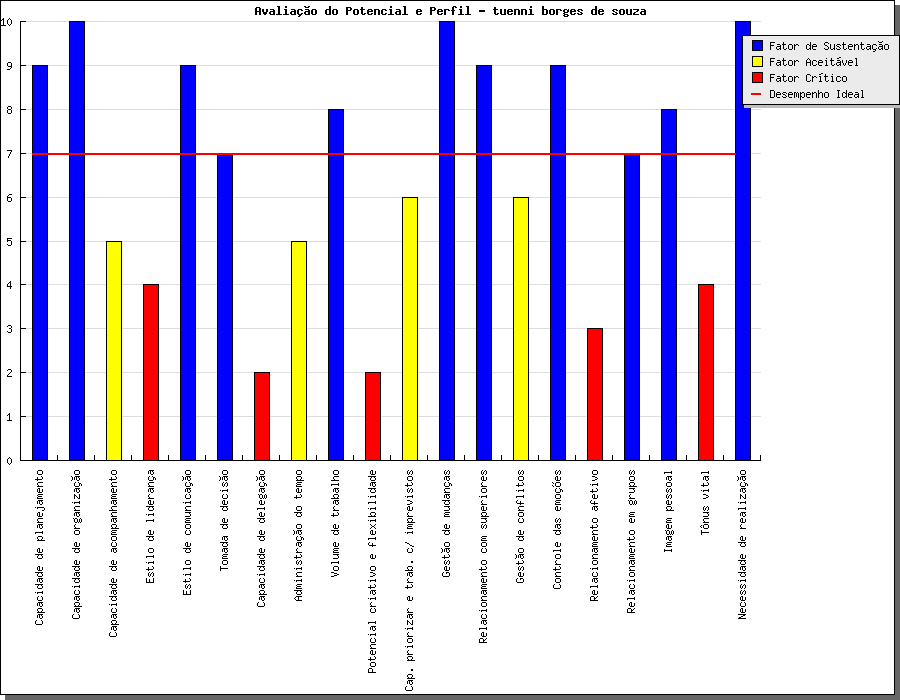 Avaliação do Potencial e Perfil - tuenni borges de souza
10
9
8
7
6
5
4
3
2
1
0
Fator de Sustentação
Fator Aceitável
Fator Crítico
Desempenho Ideal
Capacidade de planejamento
Capacidade de organização
Capacidade de acompanhamento
Estilo de liderança
Estilo de comunicação
Tomada de decisão
Capacidade de delegação
Administração do tempo
Volume de trabalho
Potencial criativo e flexibilidade
Cap. priorizar e trab. c/ imprevistos
Gestão de mudanças
Relacionamento com superiores
Gestão de conflitos
Controle das emoções
Relacionamento afetivo
Relacionamento em grupos
Imagem pessoal
Tônus vital
Necessidade de realização